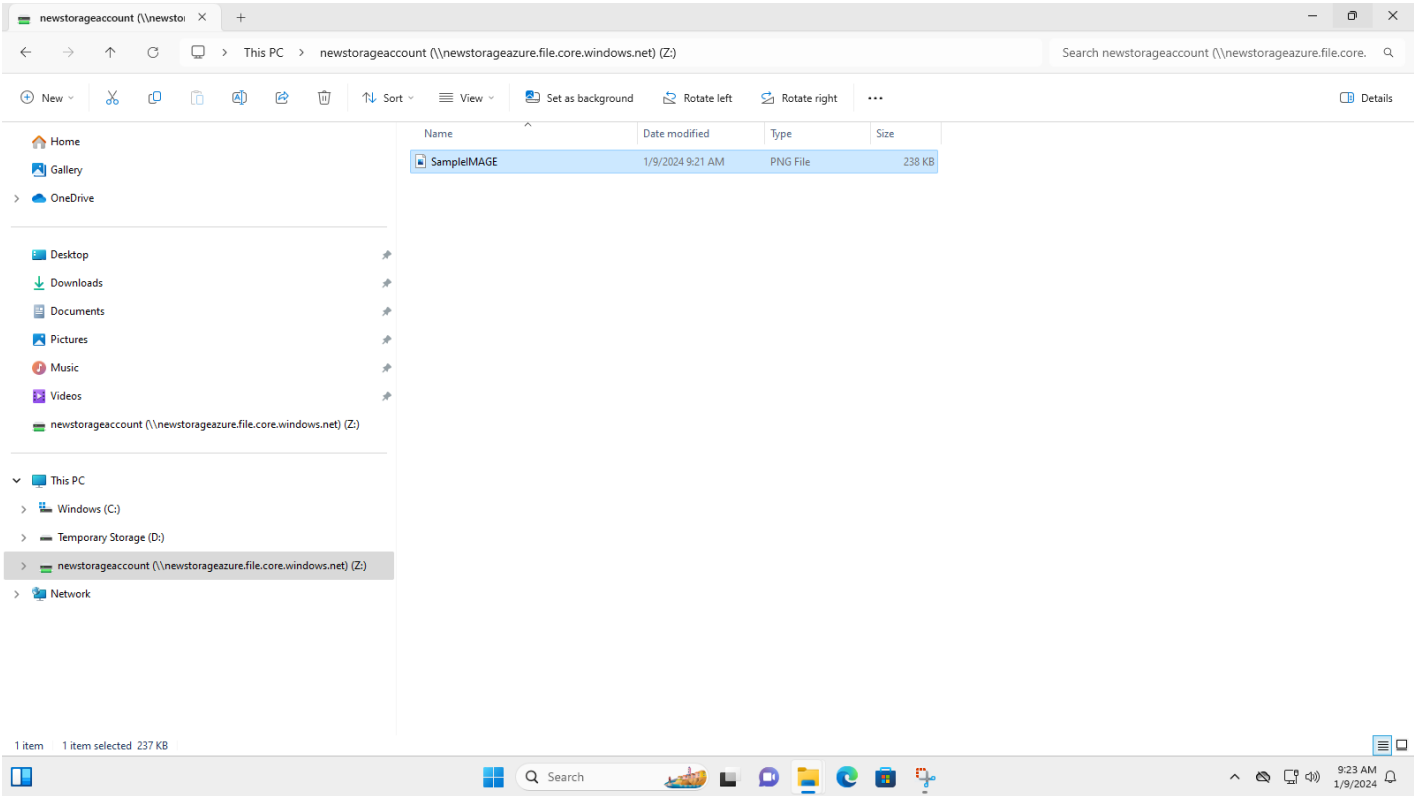 newstorageaccount (\\newstor
This PC > newstorageaccount (\\newstorageazure.file.core.windows.net) (Z:)
Search newstorageaccount (\\newstorageazure.file.core.
New
Sort
View
Set as background
Rotate left
Rotate right
Details
Home
Gallery
OneDrive
Desktop
Downloads
Documents
Pictures
Music
Videos
newstorageaccount (\\newstorageazure.file.core.windows.net) (Z:)
This PC
Windows (C:)
Temporary Storage (D:)
newstorageaccount (\\newstorageazure.file.core.windows.net) (Z:)
Network
Name Date modified Type Size
SampleIMAGE 1/9/2024 9:21 AM PNG File 238 KB
1 item 1 item selected 237 KB
Search
9:23 AM
1/9/2024